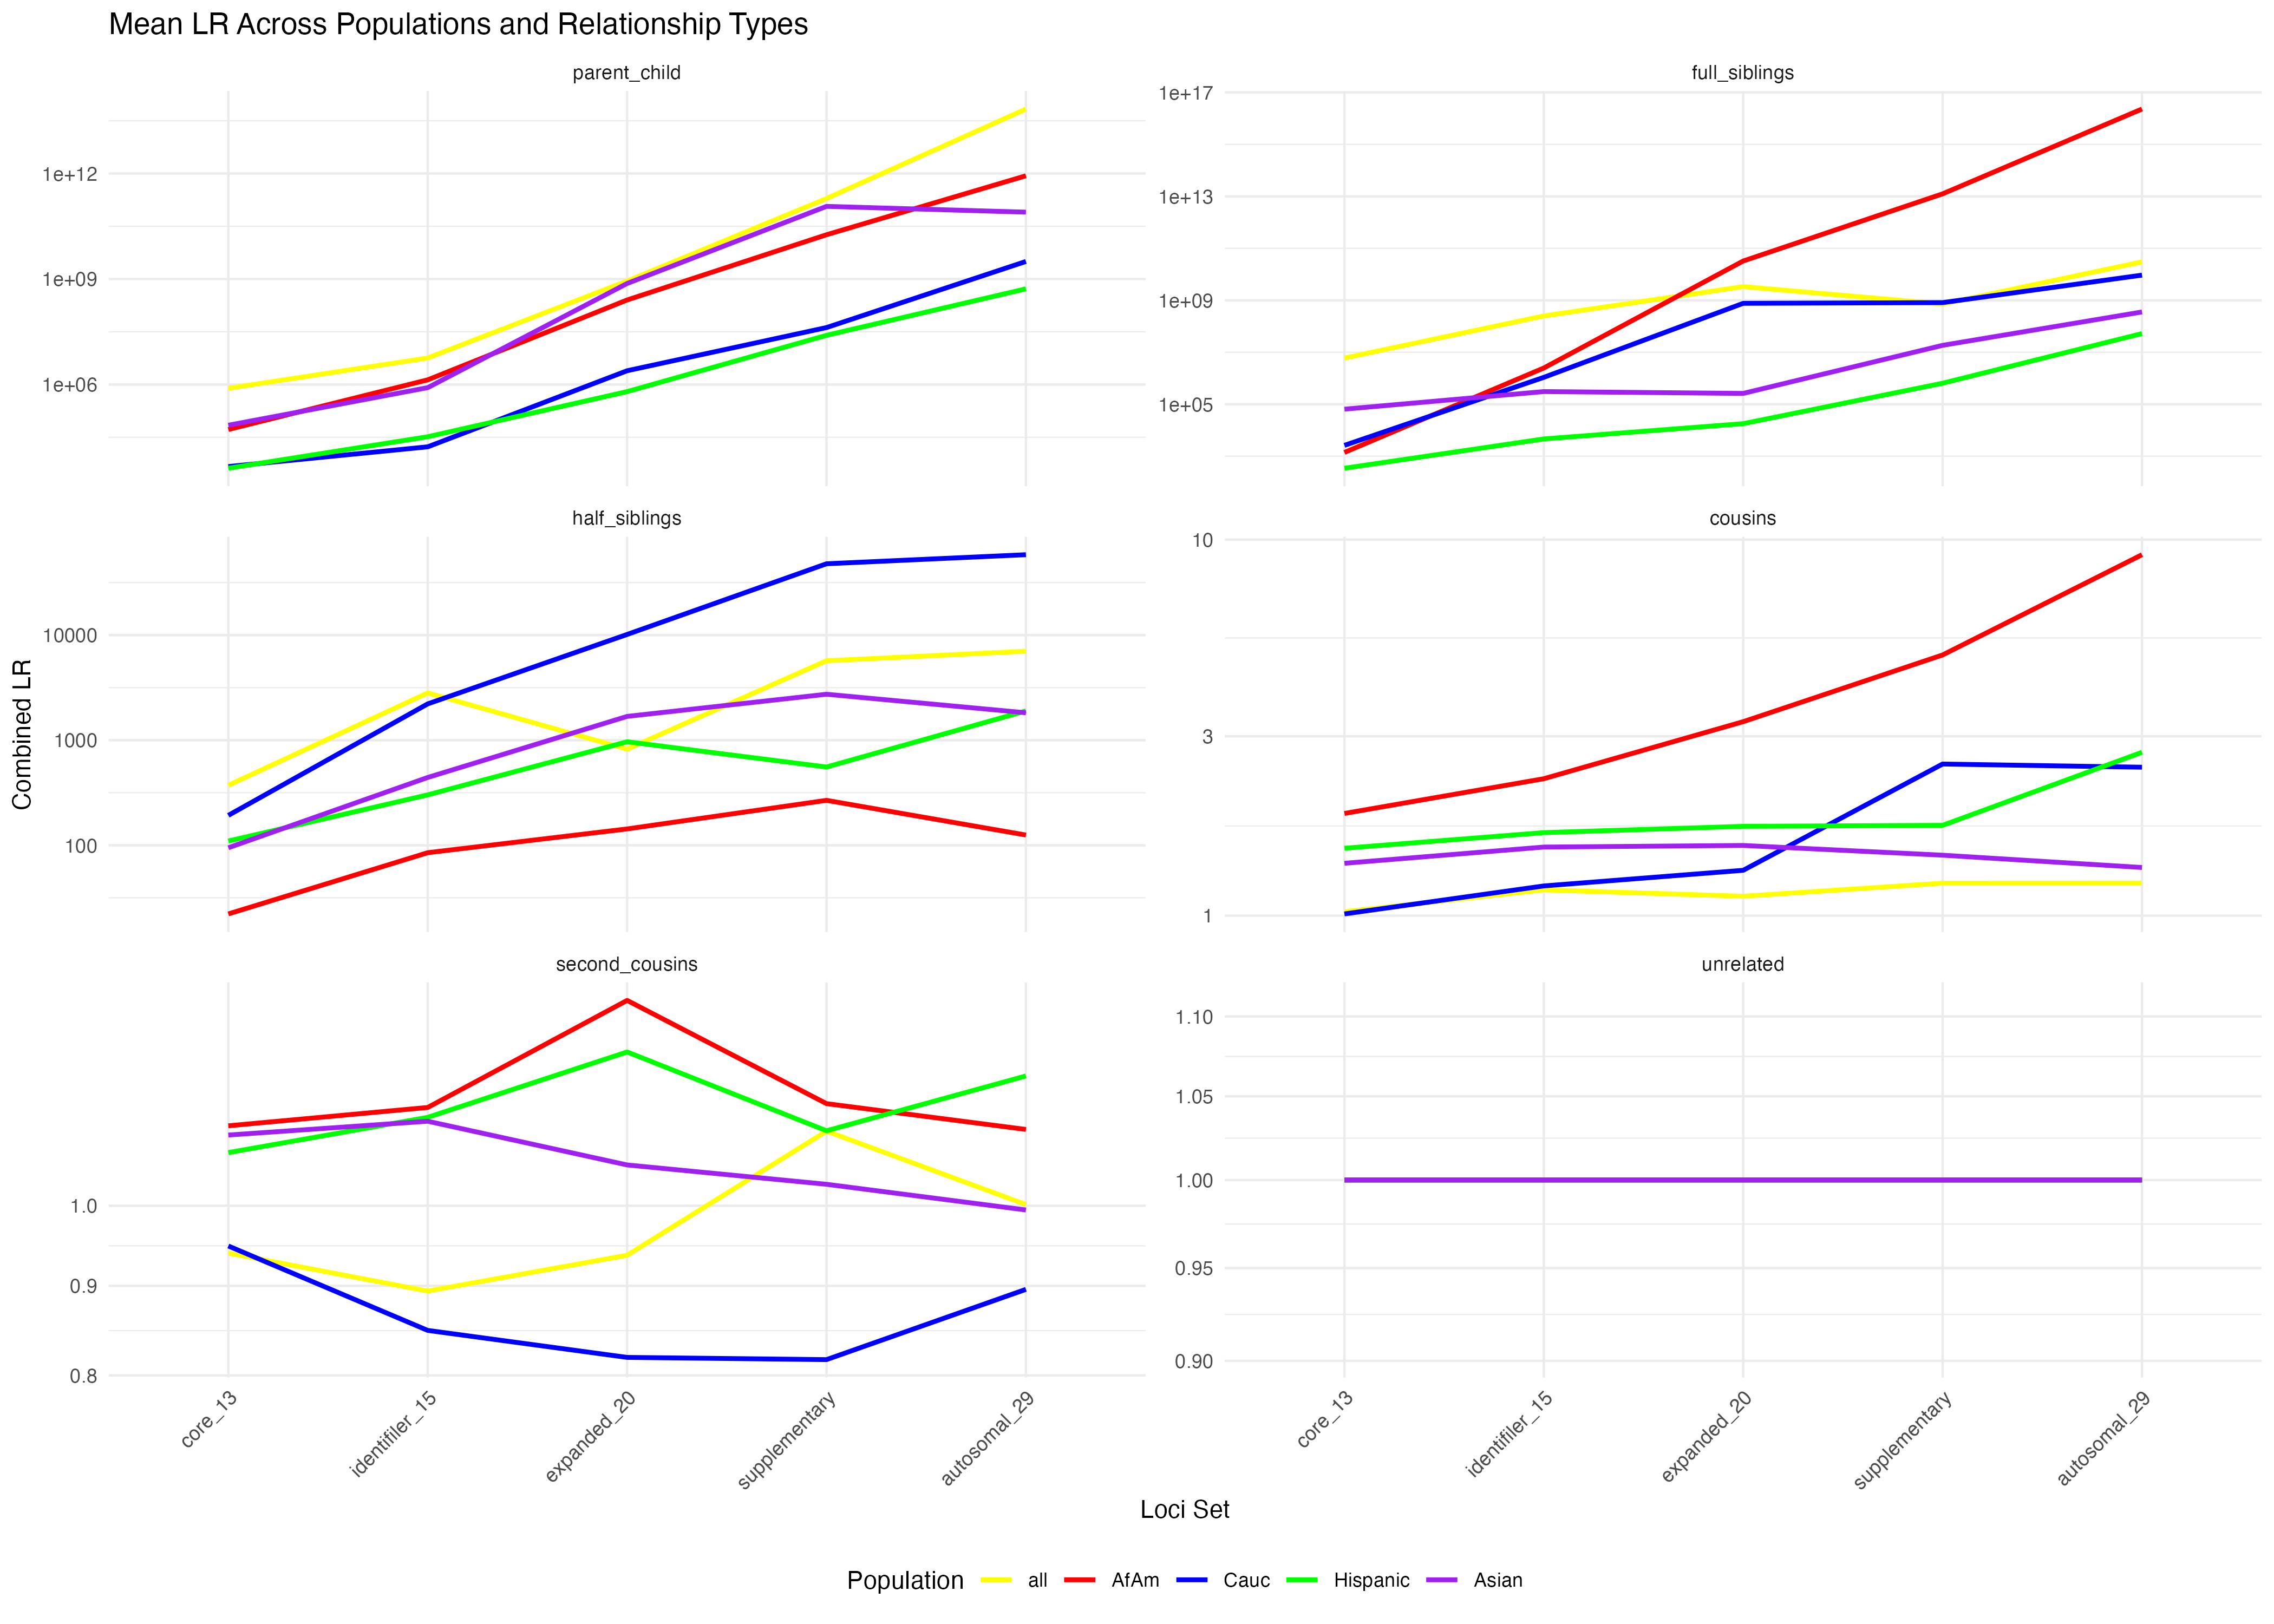 Mean LR Across Populations and Relationship Types
parent_child
full_siblings
1e+12
1e+09
1e+06
1e+17
1e+13
1e+09
1e+05
half_siblings
cousins
10000
1000
100
10
3
1
second_cousins
unrelated
1.0
0.9
0.8
1.10
1.05
1.00
0.95
0.90
Combined LR
core_13
identifiler_15
expanded_20
supplementary
autosomal_29
core_13
identifiler_15
expanded_20
supplementary
autosomal_29
Loci Set
Population all AfAm Cauc Hispanic Asian